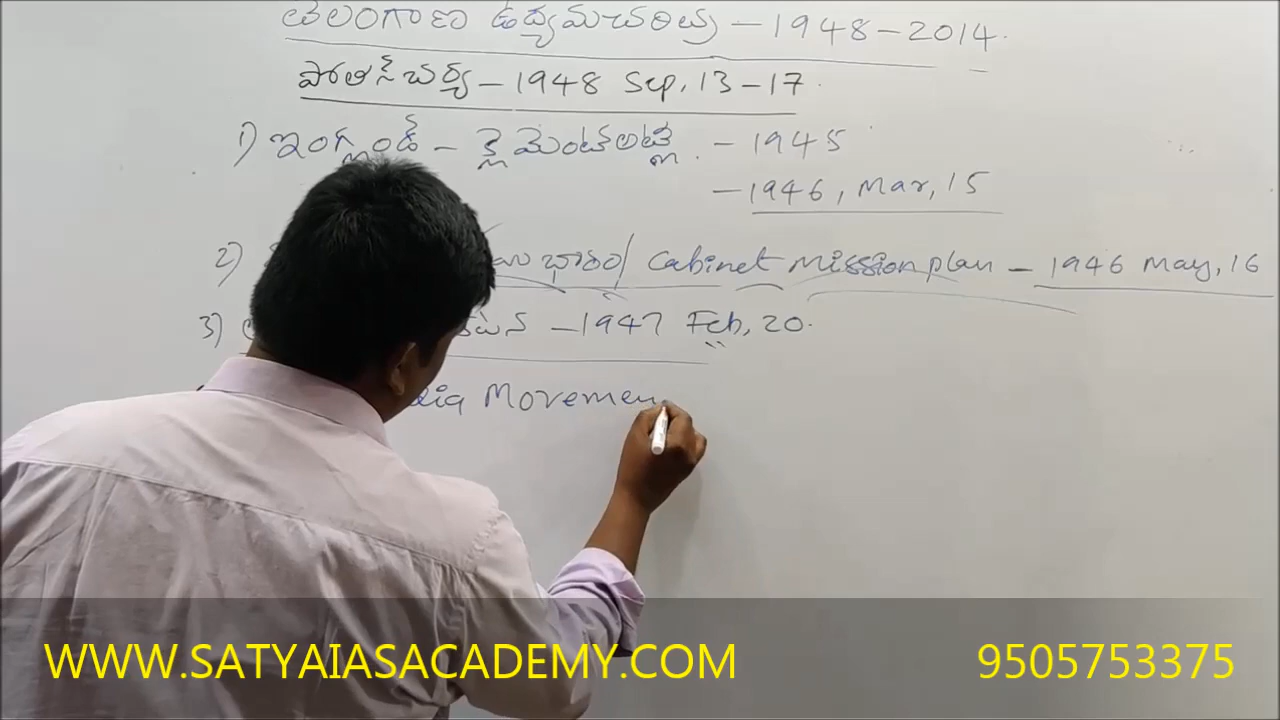 తెలంగాణ ఉద్యమచరిత్ర – 1948 – 2014.
పోలీస్ చర్య – 1948 Sep, 13 – 17.
1) ఇంగ్లండ్ – క్లెమెంట్ అట్లీ. – 1945
– 1946, Mar, 15
2) భారం/ Cabinet Mission plan – 1946 May, 16
3) – 1947 Feb, 20.
dia Movemen
WWW.SATYAIASACADEMY.COM 9505753375